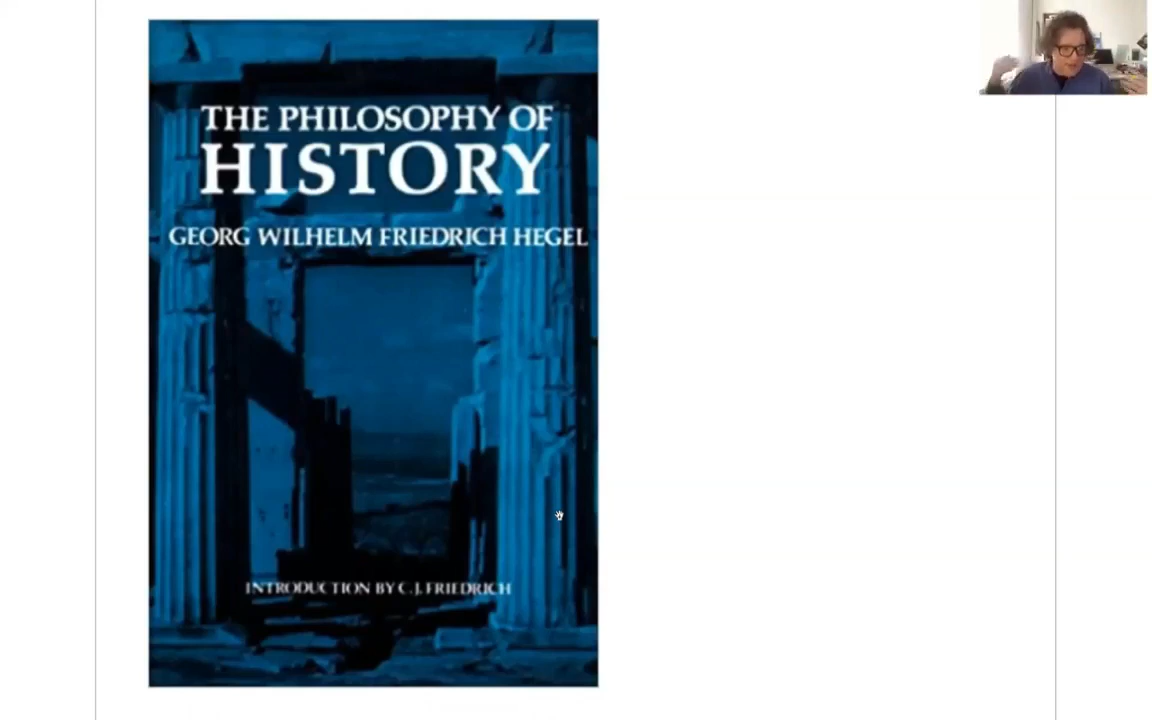 THE PHILOSOPHY OF
HISTORY
GEORG WILHELM FRIEDRICH HEGEL
INTRODUCTION BY C. J. FRIEDRICH